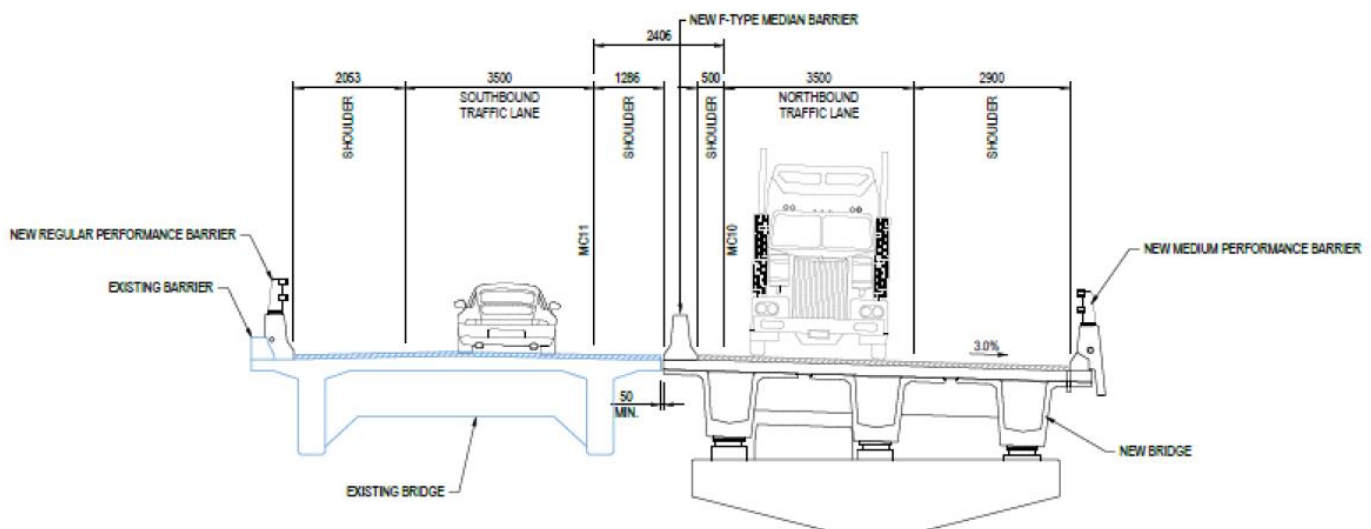 NEW F-TYPE MEDIAN BARRIER
2406
2053
3500
1286
500
3500
2900
SHOULDER
SOUTHBOUND
TRAFFIC LANE
SHOULDER
SHOULDER
NORTHBOUND
TRAFFIC LANE
SHOULDER
MC11
MC10
NEW REGULAR PERFORMANCE BARRIER
NEW MEDIUM PERFORMANCE BARRIER
EXISTING BARRIER
3.0%
50
MIN.
NEW BRIDGE
EXISTING BRIDGE